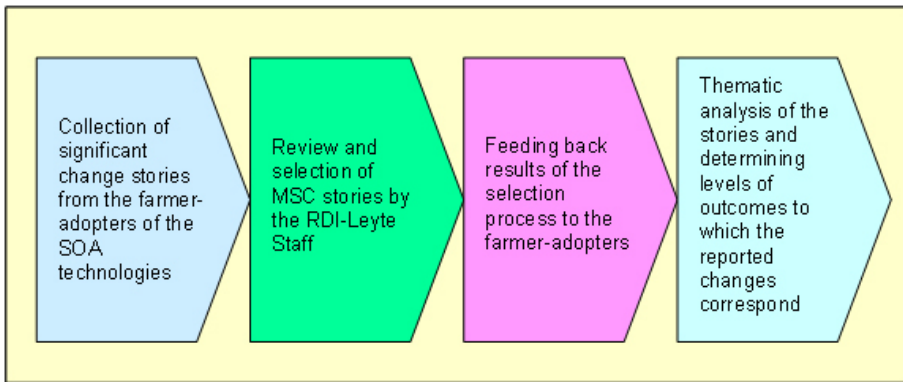 Collection of
significant
change stories
from the farmer-
adopters of the
SOA
technologies
Review and
selection of
MSC stories by
the RDI-Leyte
Staff
Feeding back
results of the
selection
process to the
farmer-adopters
Thematic
analysis of the
stories and
determining
levels of
outcomes to
which the
reported
changes
correspond